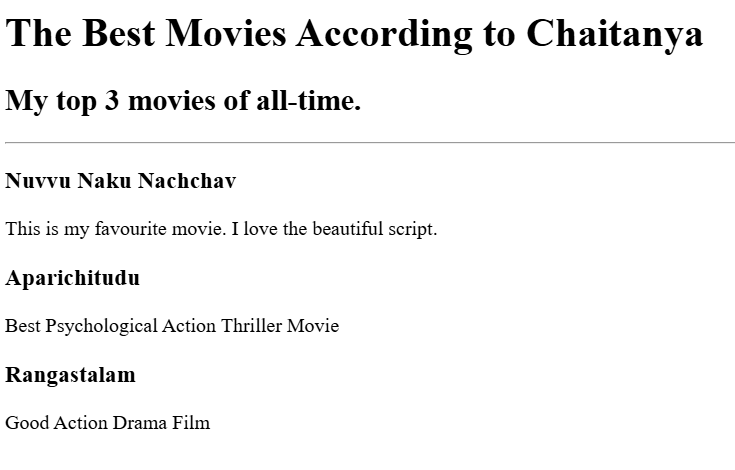 The Best Movies According to Chaitanya
My top 3 movies of all-time.
Nuvvu Naku Nachchav
This is my favourite movie. I love the beautiful script.
Aparichitudu
Best Psychological Action Thriller Movie
Rangastalam
Good Action Drama Film